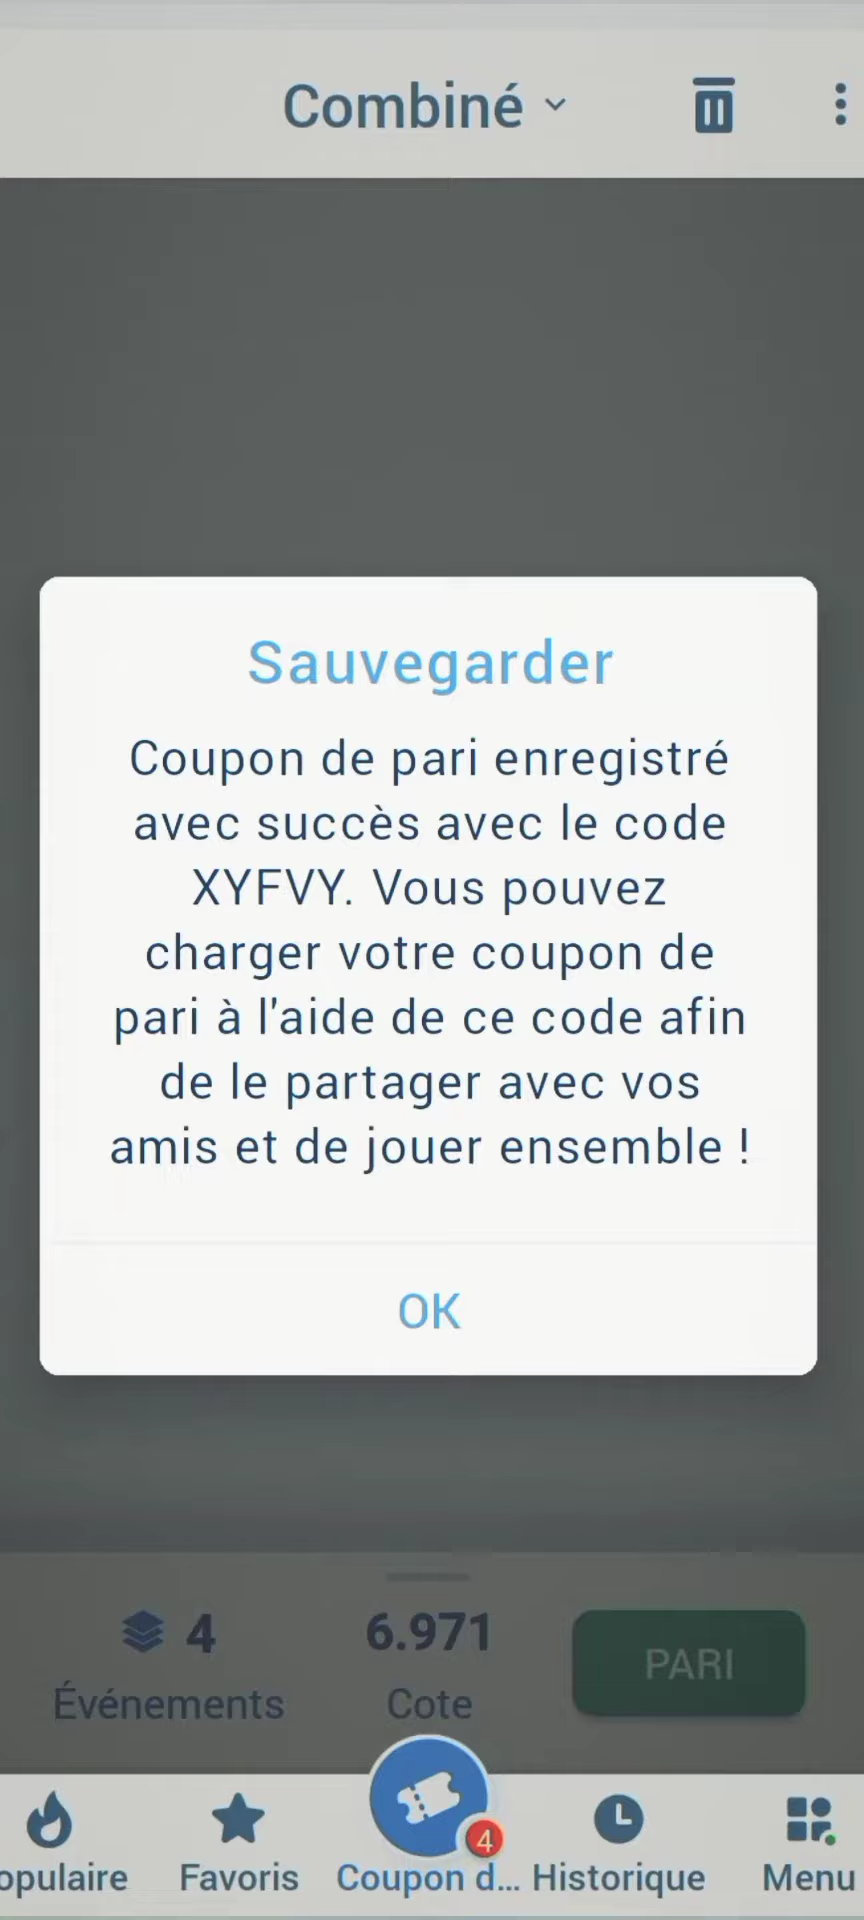 Combiné
Sauvegarder
Coupon de pari enregistré
avec succès avec le code
XYFVY. Vous pouvez
charger votre coupon de
pari à l'aide de ce code afin
de le partager avec vos
amis et de jouer ensemble !
OK
4 6.971 PARI
Événements Cote
4
opulaire Favoris Coupon d... Historique Menu